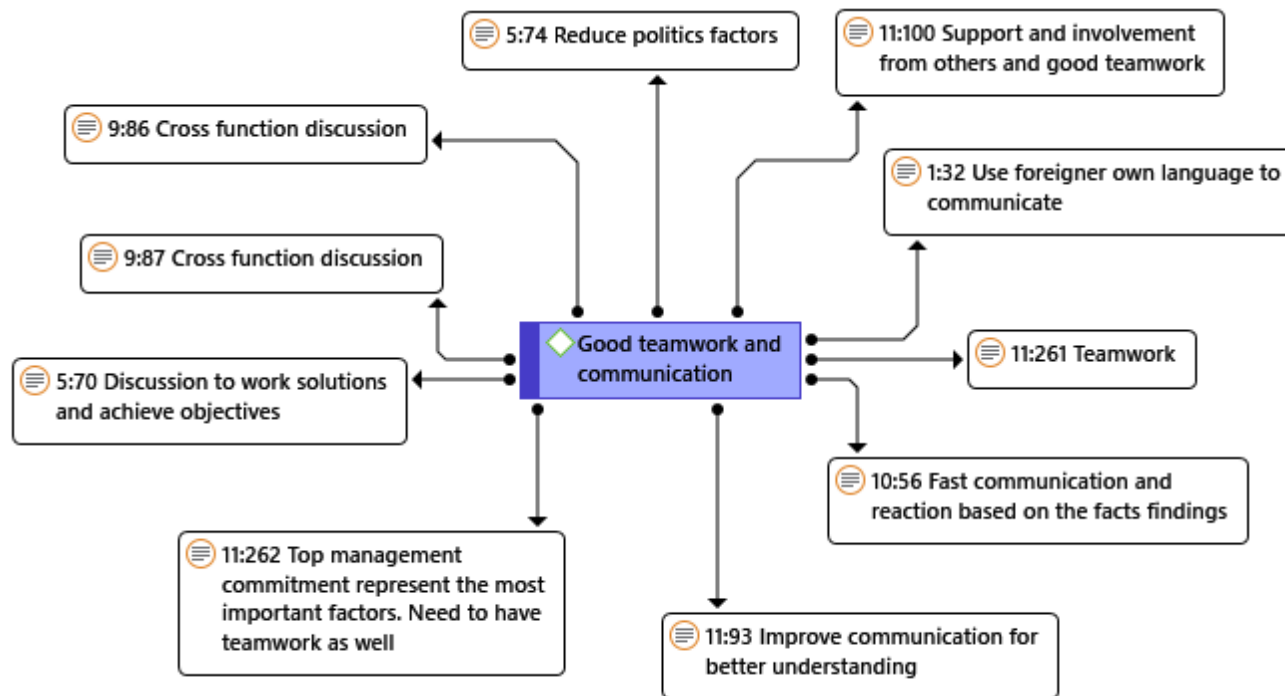 5:74 Reduce politics factors
11:100 Support and involvement
from others and good teamwork
9:86 Cross function discussion
1:32 Use foreigner own language to
communicate
9:87 Cross function discussion
Good teamwork and
communication
11:261 Teamwork
5:70 Discussion to work solutions
and achieve objectives
10:56 Fast communication and
reaction based on the facts findings
11:262 Top management
commitment represent the most
important factors. Need to have
teamwork as well
11:93 Improve communication for
better understanding